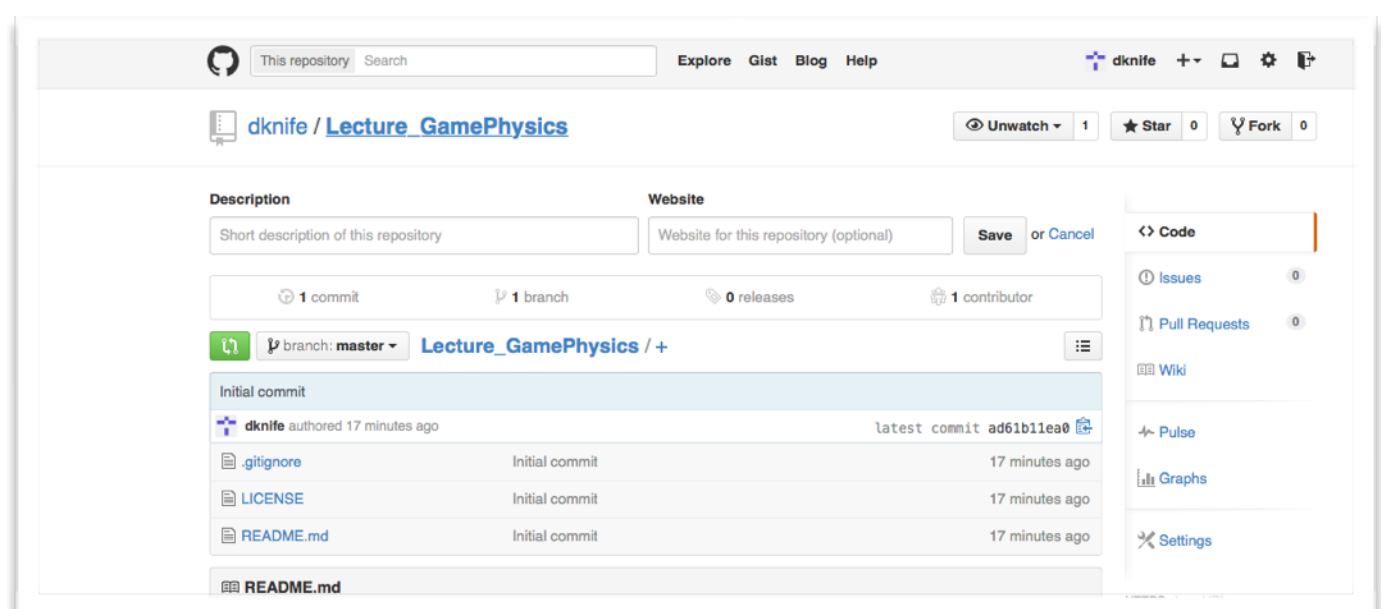 This repository Search Explore Gist Blog Help dknife
dknife / Lecture_GamePhysics Unwatch 1 Star 0 Fork 0
Description Website
Short description of this repository Website for this repository (optional) Save or Cancel
<> Code
Issues 0
1 commit 1 branch 0 releases 1 contributor
Pull Requests 0
branch: master Lecture_GamePhysics / +
Wiki
Initial commit
dknife authored 17 minutes ago latest commit ad61b11ea0
Pulse
.gitignore Initial commit 17 minutes ago
Graphs
LICENSE Initial commit 17 minutes ago
README.md Initial commit 17 minutes ago
Settings
README.md